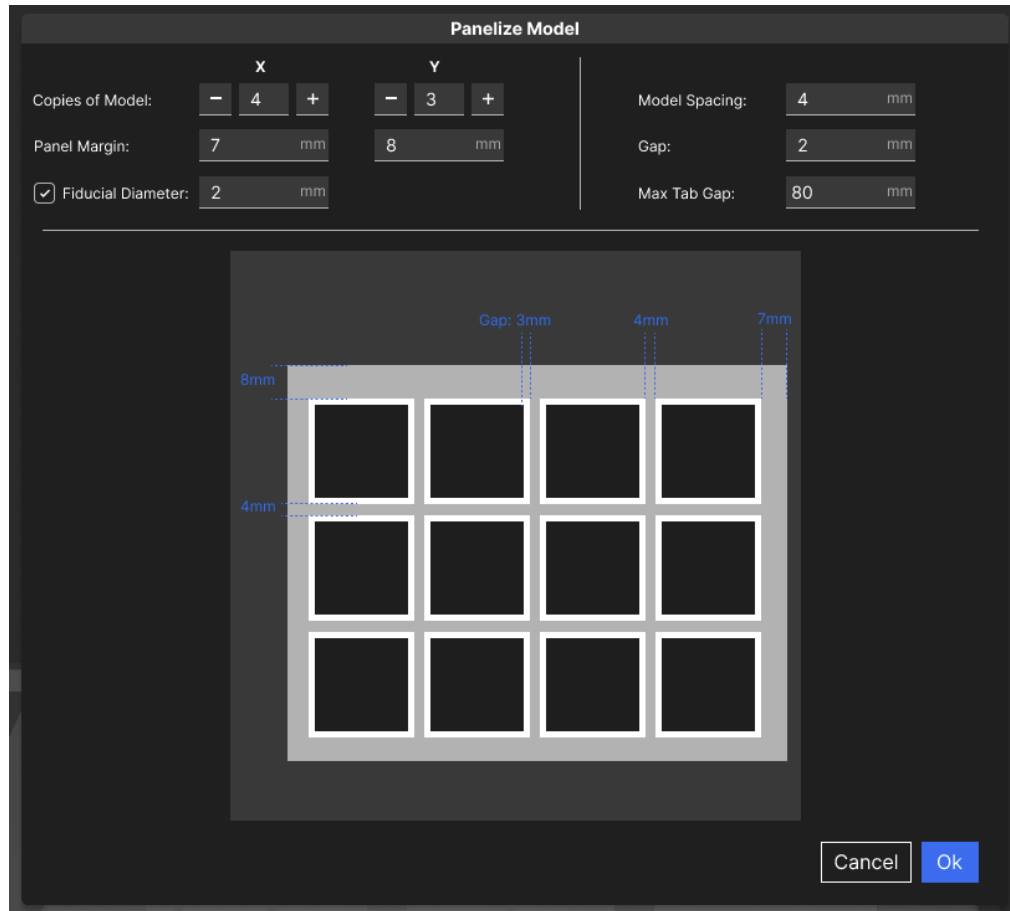 Panelize Model
X Y
Copies of Model: − 4 + − 3 + Model Spacing: 4 mm
Panel Margin: 7 mm 8 mm Gap: 2 mm
Fiducial Diameter: 2 mm Max Tab Gap: 80 mm
Gap: 3mm 4mm 7mm
8mm
4mm
Cancel Ok